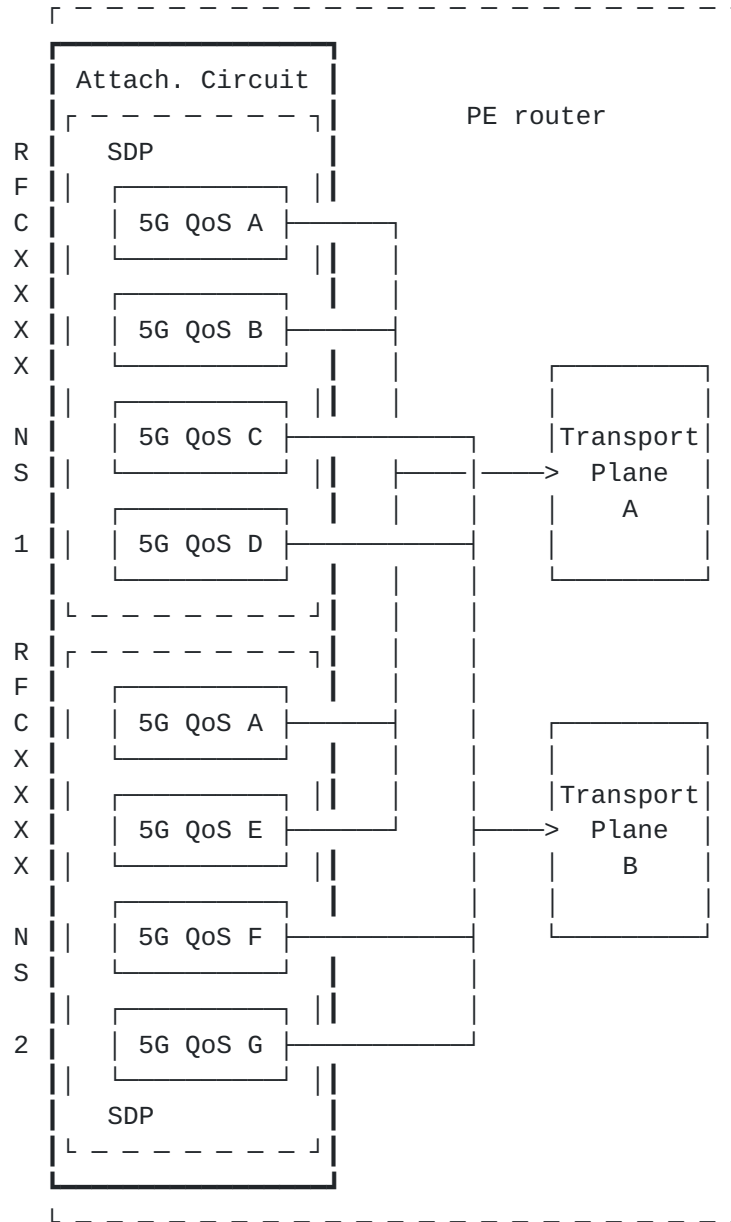 Attach. Circuit
PE router
R SDP
F
C 5G QoS A
X
X
X 5G QoS B
X
N 5G QoS C Transport
S Plane
A
1 5G QoS D
R
F
C 5G QoS A
X
X Transport
X 5G QoS E Plane
X B
N 5G QoS F
S
2 5G QoS G
SDP